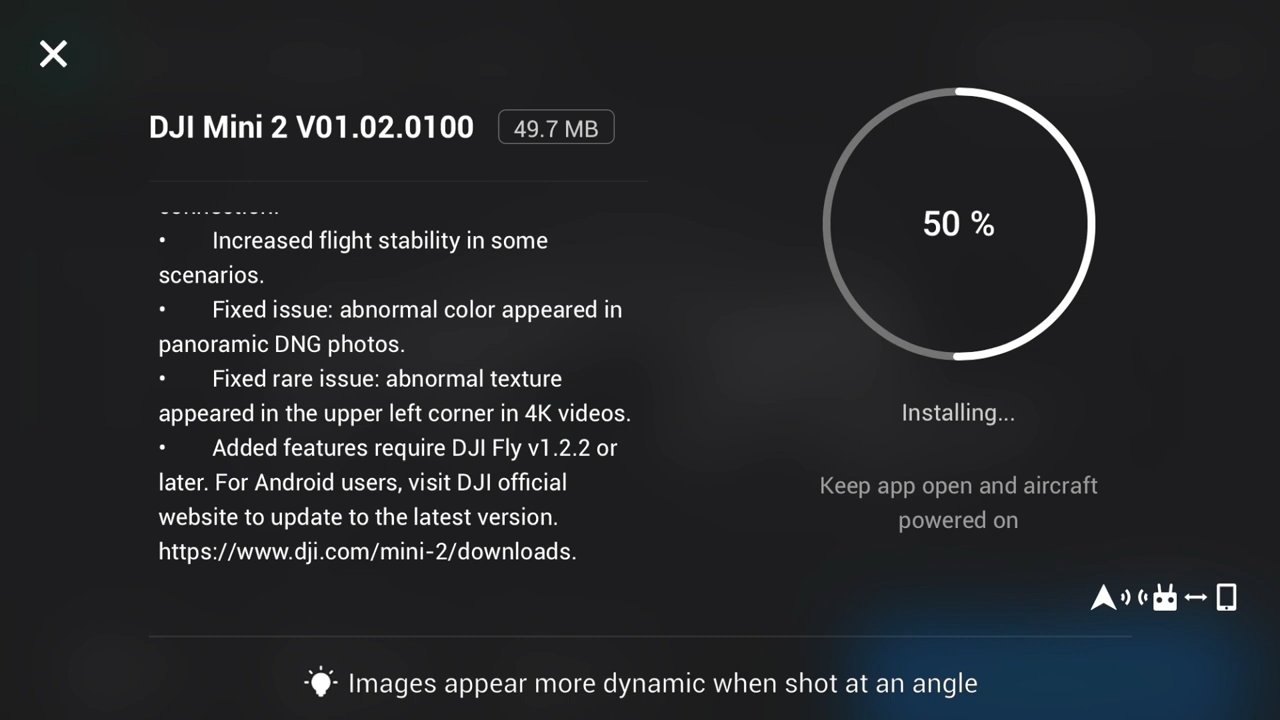 DJI Mini 2 V01.02.0100 49.7 MB
• Increased flight stability in some
scenarios.
• Fixed issue: abnormal color appeared in
panoramic DNG photos.
• Fixed rare issue: abnormal texture
appeared in the upper left corner in 4K videos.
• Added features require DJI Fly v1.2.2 or
later. For Android users, visit DJI official
website to update to the latest version.
https://www.dji.com/mini-2/downloads.
50 %
Installing...
Keep app open and aircraft
powered on
Images appear more dynamic when shot at an angle